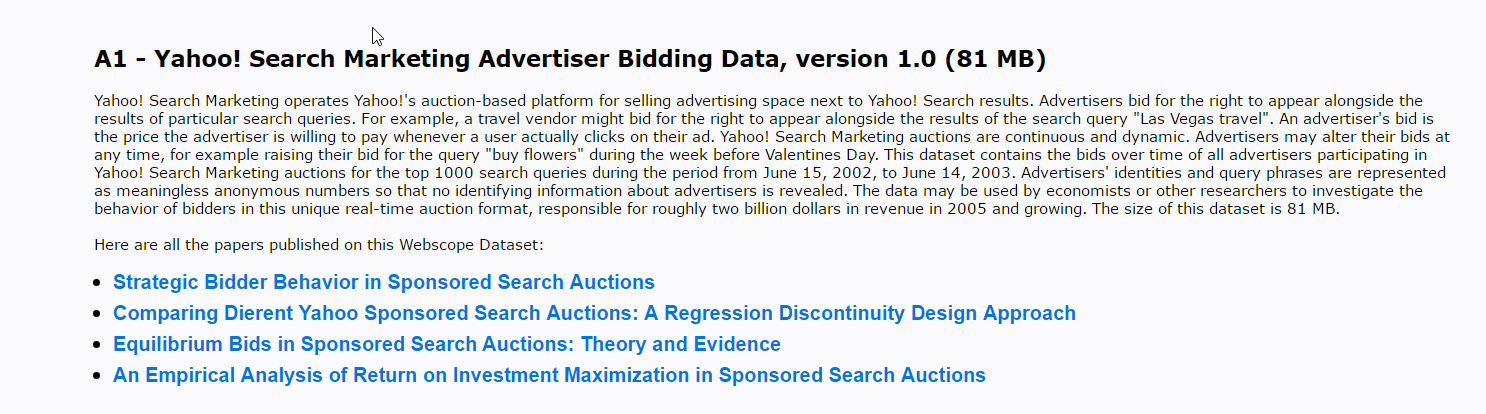 A1 - Yahoo! Search Marketing Advertiser Bidding Data, version 1.0 (81 MB)
Yahoo! Search Marketing operates Yahoo!'s auction-based platform for selling advertising space next to Yahoo! Search results. Advertisers bid for the right to appear alongside the
results of particular search queries. For example, a travel vendor might bid for the right to appear alongside the results of the search query "Las Vegas travel". An advertiser's bid is
the price the advertiser is willing to pay whenever a user actually clicks on their ad. Yahoo! Search Marketing auctions are continuous and dynamic. Advertisers may alter their bids at
any time, for example raising their bid for the query "buy flowers" during the week before Valentines Day. This dataset contains the bids over time of all advertisers participating in
Yahoo! Search Marketing auctions for the top 1000 search queries during the period from June 15, 2002, to June 14, 2003. Advertisers' identities and query phrases are represented
as meaningless anonymous numbers so that no identifying information about advertisers is revealed. The data may be used by economists or other researchers to investigate the
behavior of bidders in this unique real-time auction format, responsible for roughly two billion dollars in revenue in 2005 and growing. The size of this dataset is 81 MB.
Here are all the papers published on this Webscope Dataset:
• Strategic Bidder Behavior in Sponsored Search Auctions
• Comparing Dierent Yahoo Sponsored Search Auctions: A Regression Discontinuity Design Approach
• Equilibrium Bids in Sponsored Search Auctions: Theory and Evidence
• An Empirical Analysis of Return on Investment Maximization in Sponsored Search Auctions